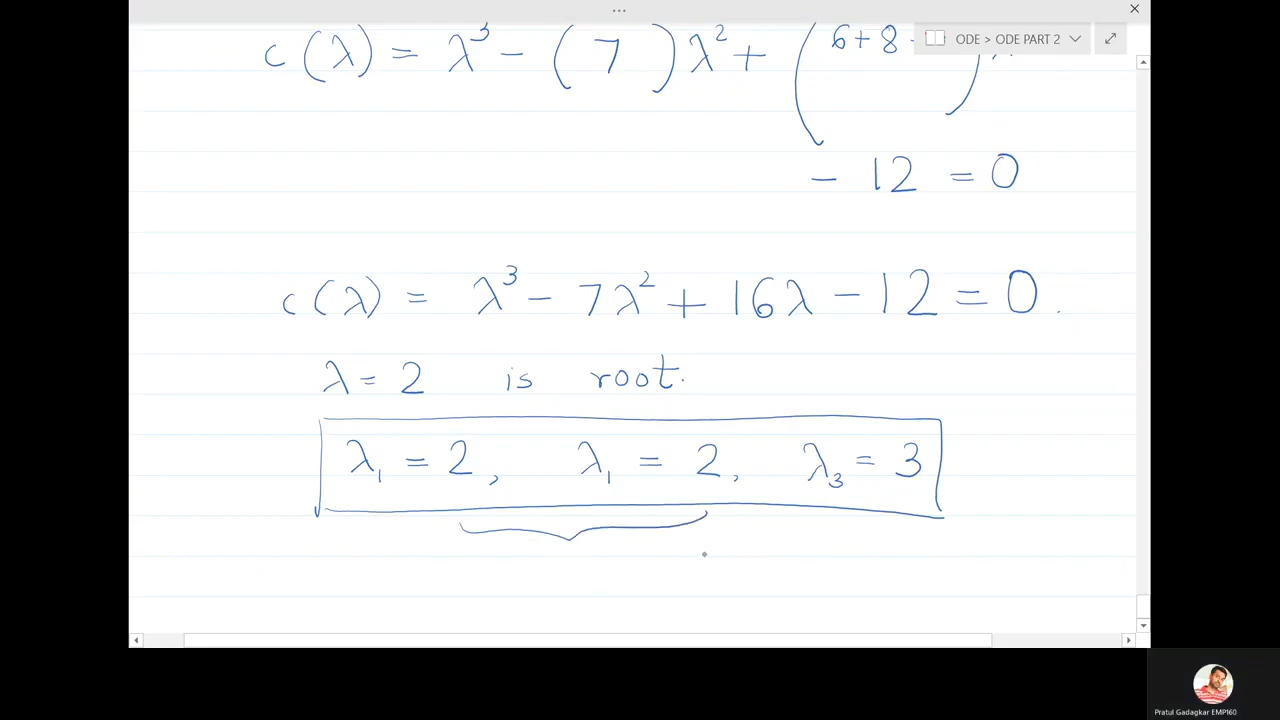 ...
ODE > ODE PART 2
c(λ) = λ³ − (7)λ² + (6+8
− 12 = 0
c(λ) = λ³ − 7λ² + 16λ − 12 = 0.
λ = 2 is root.
λ₁ = 2, λ₁ = 2, λ₃ = 3
Pratul Gadagkar EMP160